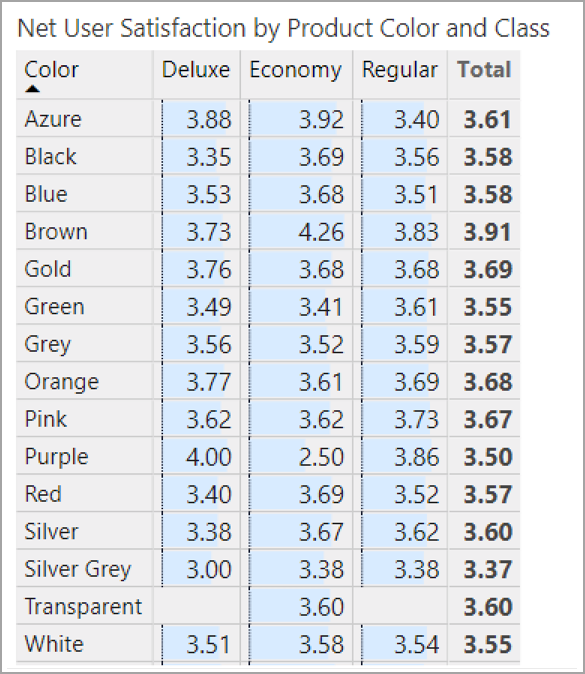 Net User Satisfaction by Product Color and Class
Color Deluxe Economy Regular Total
Azure 3.88 3.92 3.40 3.61
Black 3.35 3.69 3.56 3.58
Blue 3.53 3.68 3.51 3.58
Brown 3.73 4.26 3.83 3.91
Gold 3.76 3.68 3.68 3.69
Green 3.49 3.41 3.61 3.55
Grey 3.56 3.52 3.59 3.57
Orange 3.77 3.61 3.69 3.68
Pink 3.62 3.62 3.73 3.67
Purple 4.00 2.50 3.86 3.50
Red 3.40 3.69 3.52 3.57
Silver 3.38 3.67 3.62 3.60
Silver Grey 3.00 3.38 3.38 3.37
Transparent 3.60 3.60
White 3.51 3.58 3.54 3.55